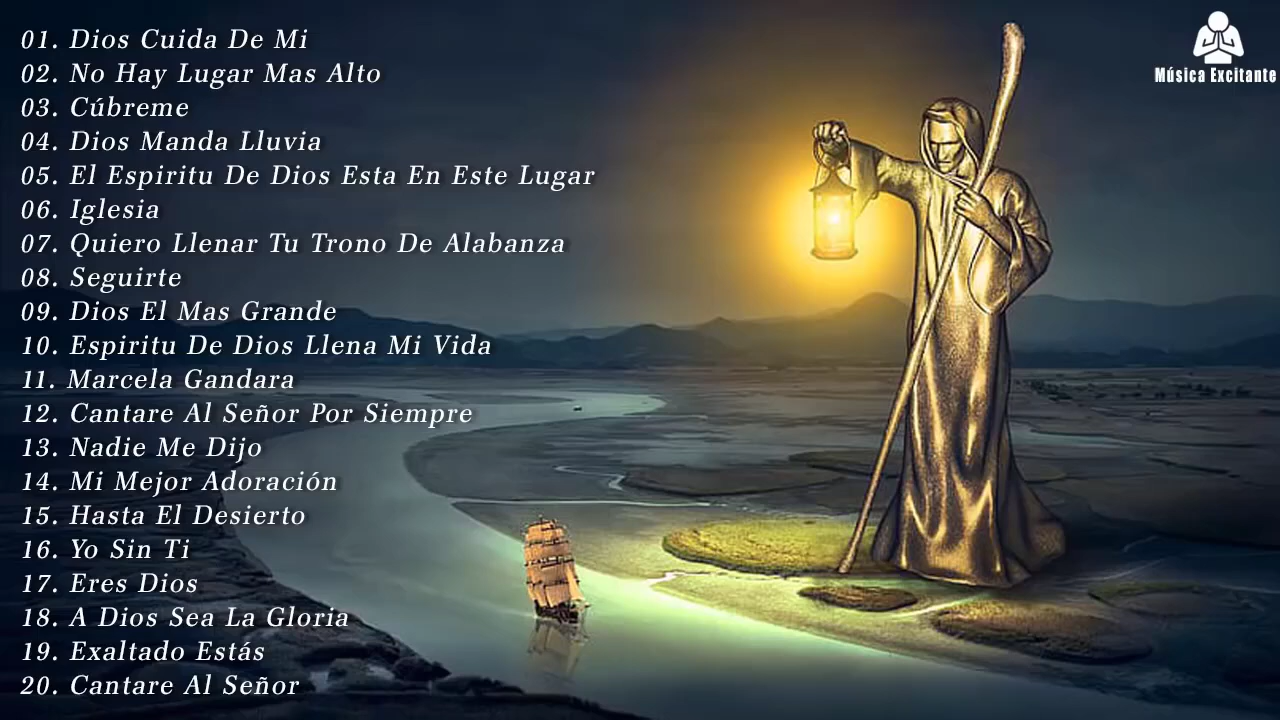 01. Dios Cuida De Mi
02. No Hay Lugar Mas Alto
03. Cúbreme
04. Dios Manda Lluvia
05. El Espiritu De Dios Esta En Este Lugar
06. Iglesia
07. Quiero Llenar Tu Trono De Alabanza
08. Seguirte
09. Dios El Mas Grande
10. Espiritu De Dios Llena Mi Vida
11. Marcela Gandara
12. Cantare Al Señor Por Siempre
13. Nadie Me Dijo
14. Mi Mejor Adoración
15. Hasta El Desierto
16. Yo Sin Ti
17. Eres Dios
18. A Dios Sea La Gloria
19. Exaltado Estás
20. Cantare Al Señor
Música Excitante